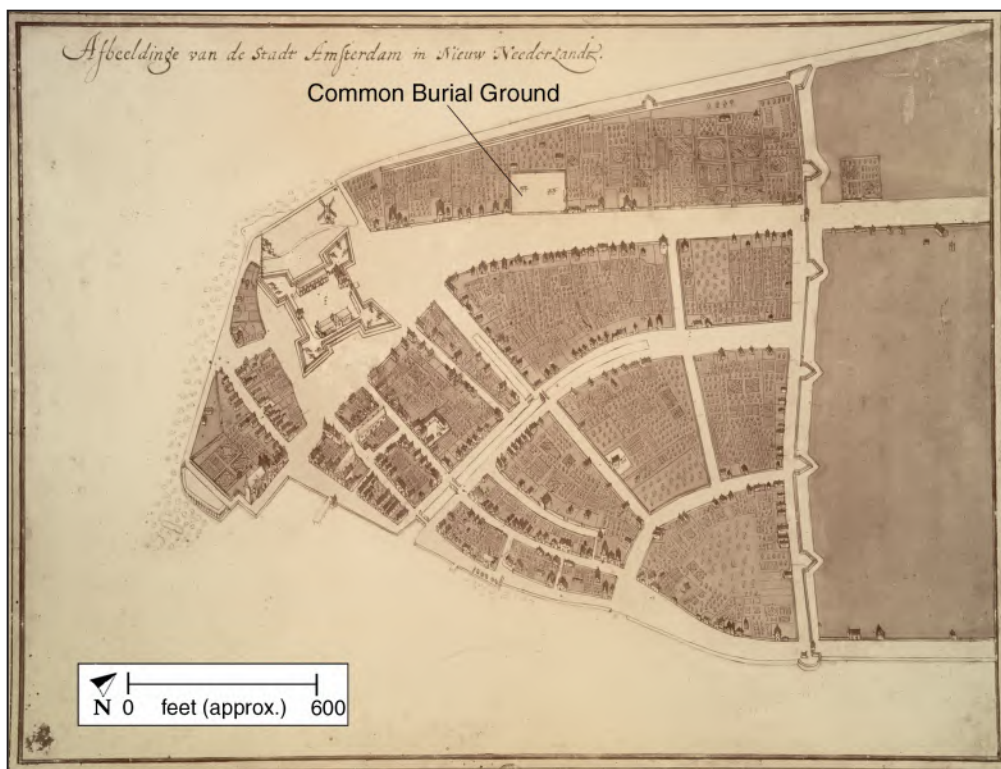 Afbeeldinge van de Stadt Amsterdam in Nieuw Neederlandt.
Common Burial Ground
N 0 feet (approx.) 600